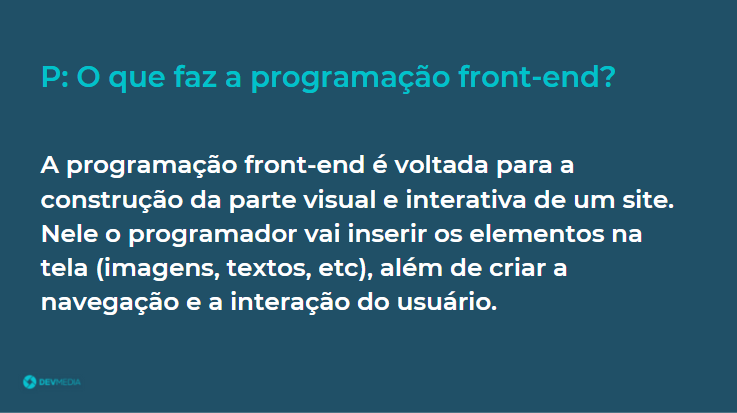 P: O que faz a programação front-end?
A programação front-end é voltada para a
construção da parte visual e interativa de um site.
Nele o programador vai inserir os elementos na
tela (imagens, textos, etc), além de criar a
navegação e a interação do usuário.
DEVMEDIA